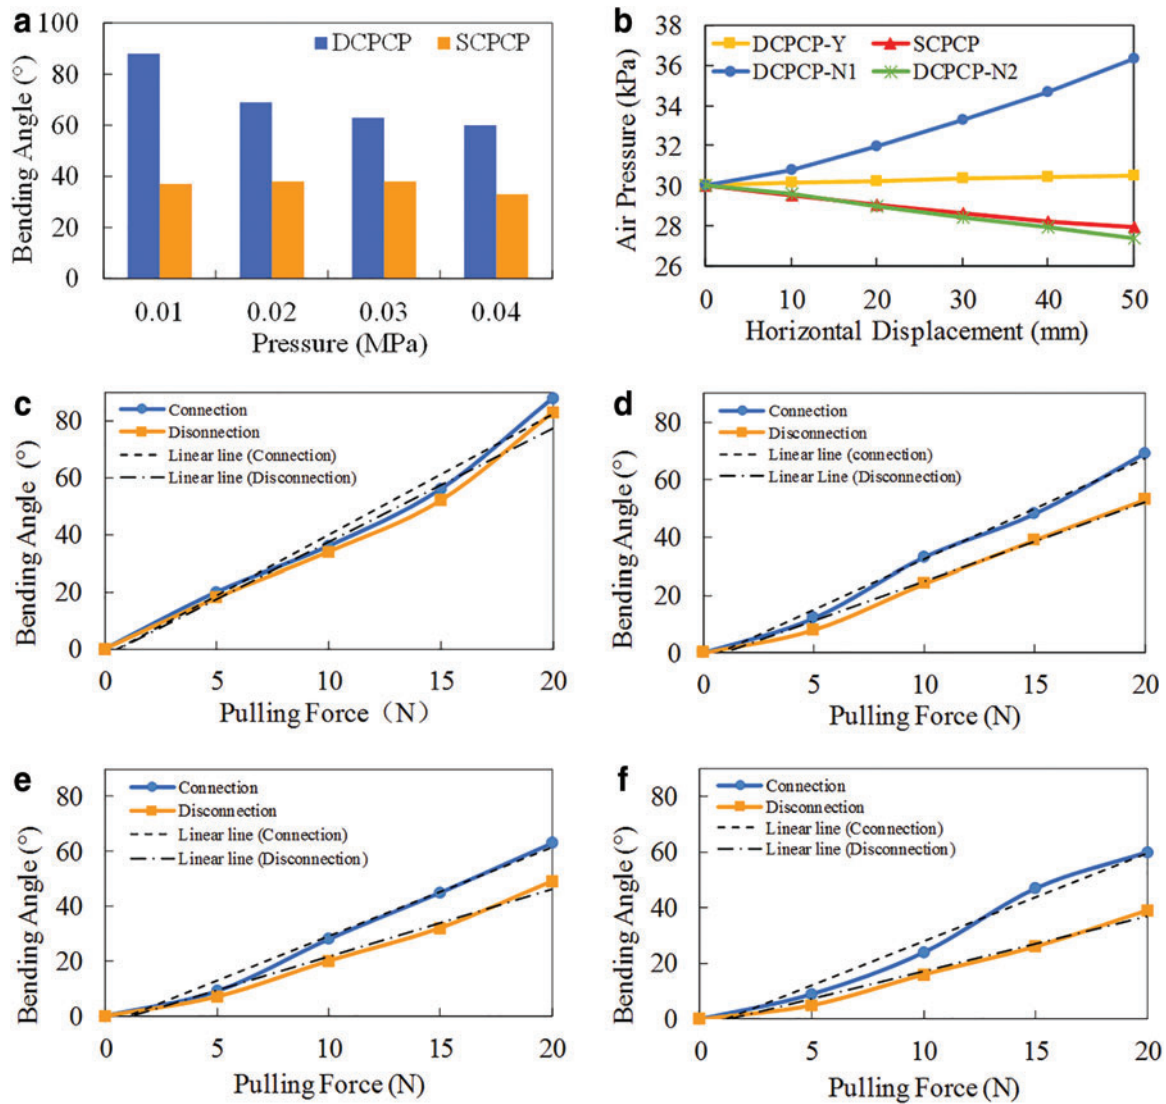 a
Bending Angle (°)
100
80
60
40
20
0
DCPCP
SCPCP
0.01 0.02 0.03 0.04
Pressure (MPa)
b
Air Pressure (kPa)
38
36
34
32
30
28
26
DCPCP-Y SCPCP
DCPCP-N1 DCPCP-N2
0 10 20 30 40 50
Horizontal Displacement (mm)
c
Bending Angle (°)
80
60
40
20
0
Connection
Disonnection
Linear line (Connection)
Linear line (Disconnection)
0 5 10 15 20
Pulling Force (N)
d
Bending Angle (°)
80
60
40
20
0
Connection
Disconnection
Linear line (connection)
Linear Line (Disconnection)
0 5 10 15 20
Pulling Force (N)
e
Bending Angle (°)
80
60
40
20
0
Connection
Disconnection
Linear line (Connection)
Linear line (Disconnection)
0 5 10 15 20
Pulling Force (N)
f
Bending Angle (°)
80
60
40
20
0
Connection
Disconnection
Linear line (Cconnection)
Linear line (Disconnection)
0 5 10 15 20
Pulling Force (N)